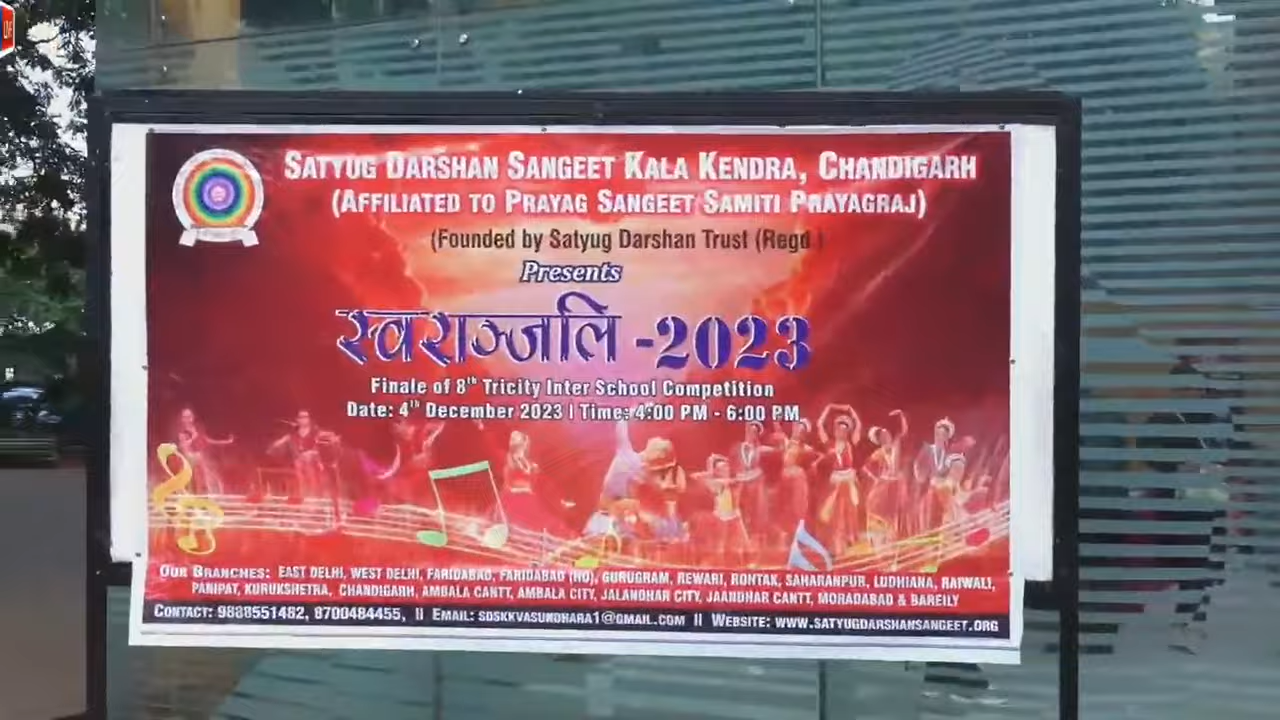 SATYUG DARSHAN SANGEET KALA KENDRA, CHANDIGARH
(AFFILIATED TO PRAYAG SANGEET SAMITI PRAYAGRAJ)
(Founded by Satyug Darshan Trust (Regd.)
Presents
स्वराञ्जलि -2023
Finale of 8th Tricity Inter School Competition
Date: 4th December 2023 | Time: 4:00 PM - 6:00 PM
OUR BRANCHES: EAST DELHI, WEST DELHI, FARIDABAD, FARIDABAD (HO), GURUGRAM, REWARI, ROHTAK, SAHARANPUR, LUDHIANA, RAIWALI,
PANIPAT, KURUKSHETRA, CHANDIGARH, AMBALA CANTT, AMBALA CITY, JALANDHAR CITY, JAANDHAR CANTT, MORADABAD & BAREILY
CONTACT: 9888551482, 8700484455, || EMAIL: SDSKKVASUNDHARA1@GMAIL.COM || WEBSITE: WWW.SATYUGDARSHANSANGEET.ORG